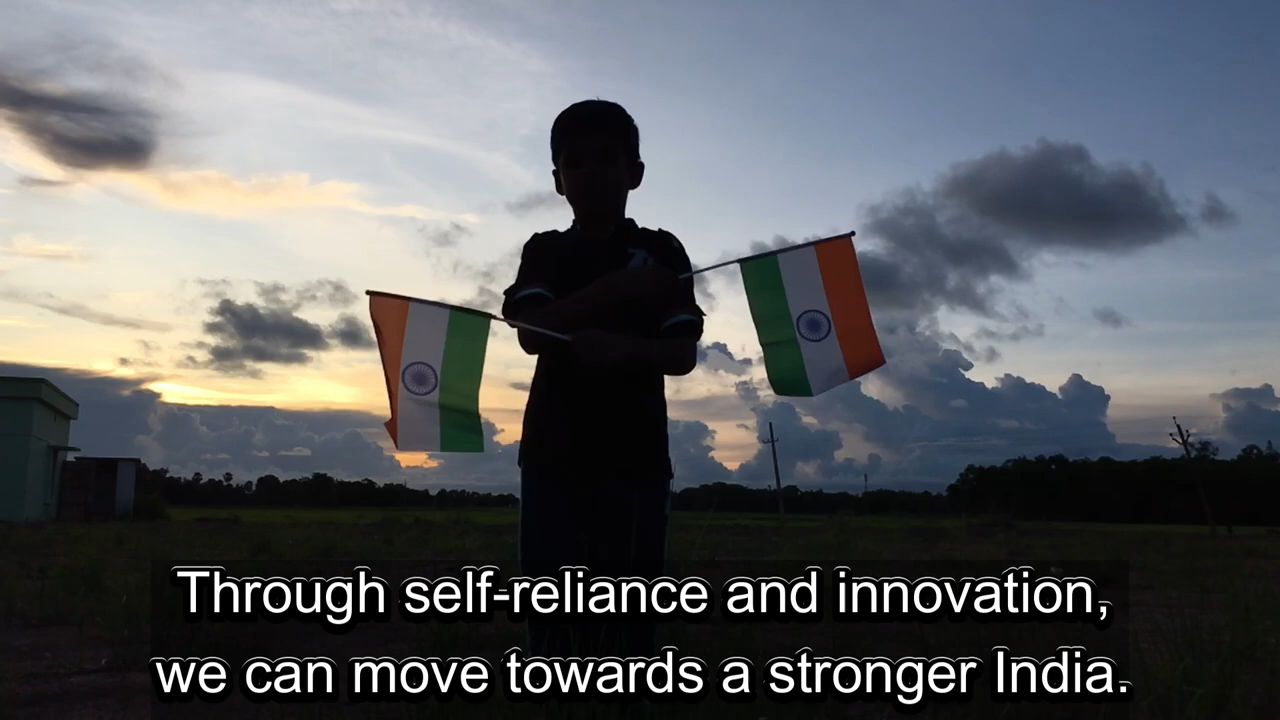 Through self-reliance and innovation,
we can move towards a stronger India.